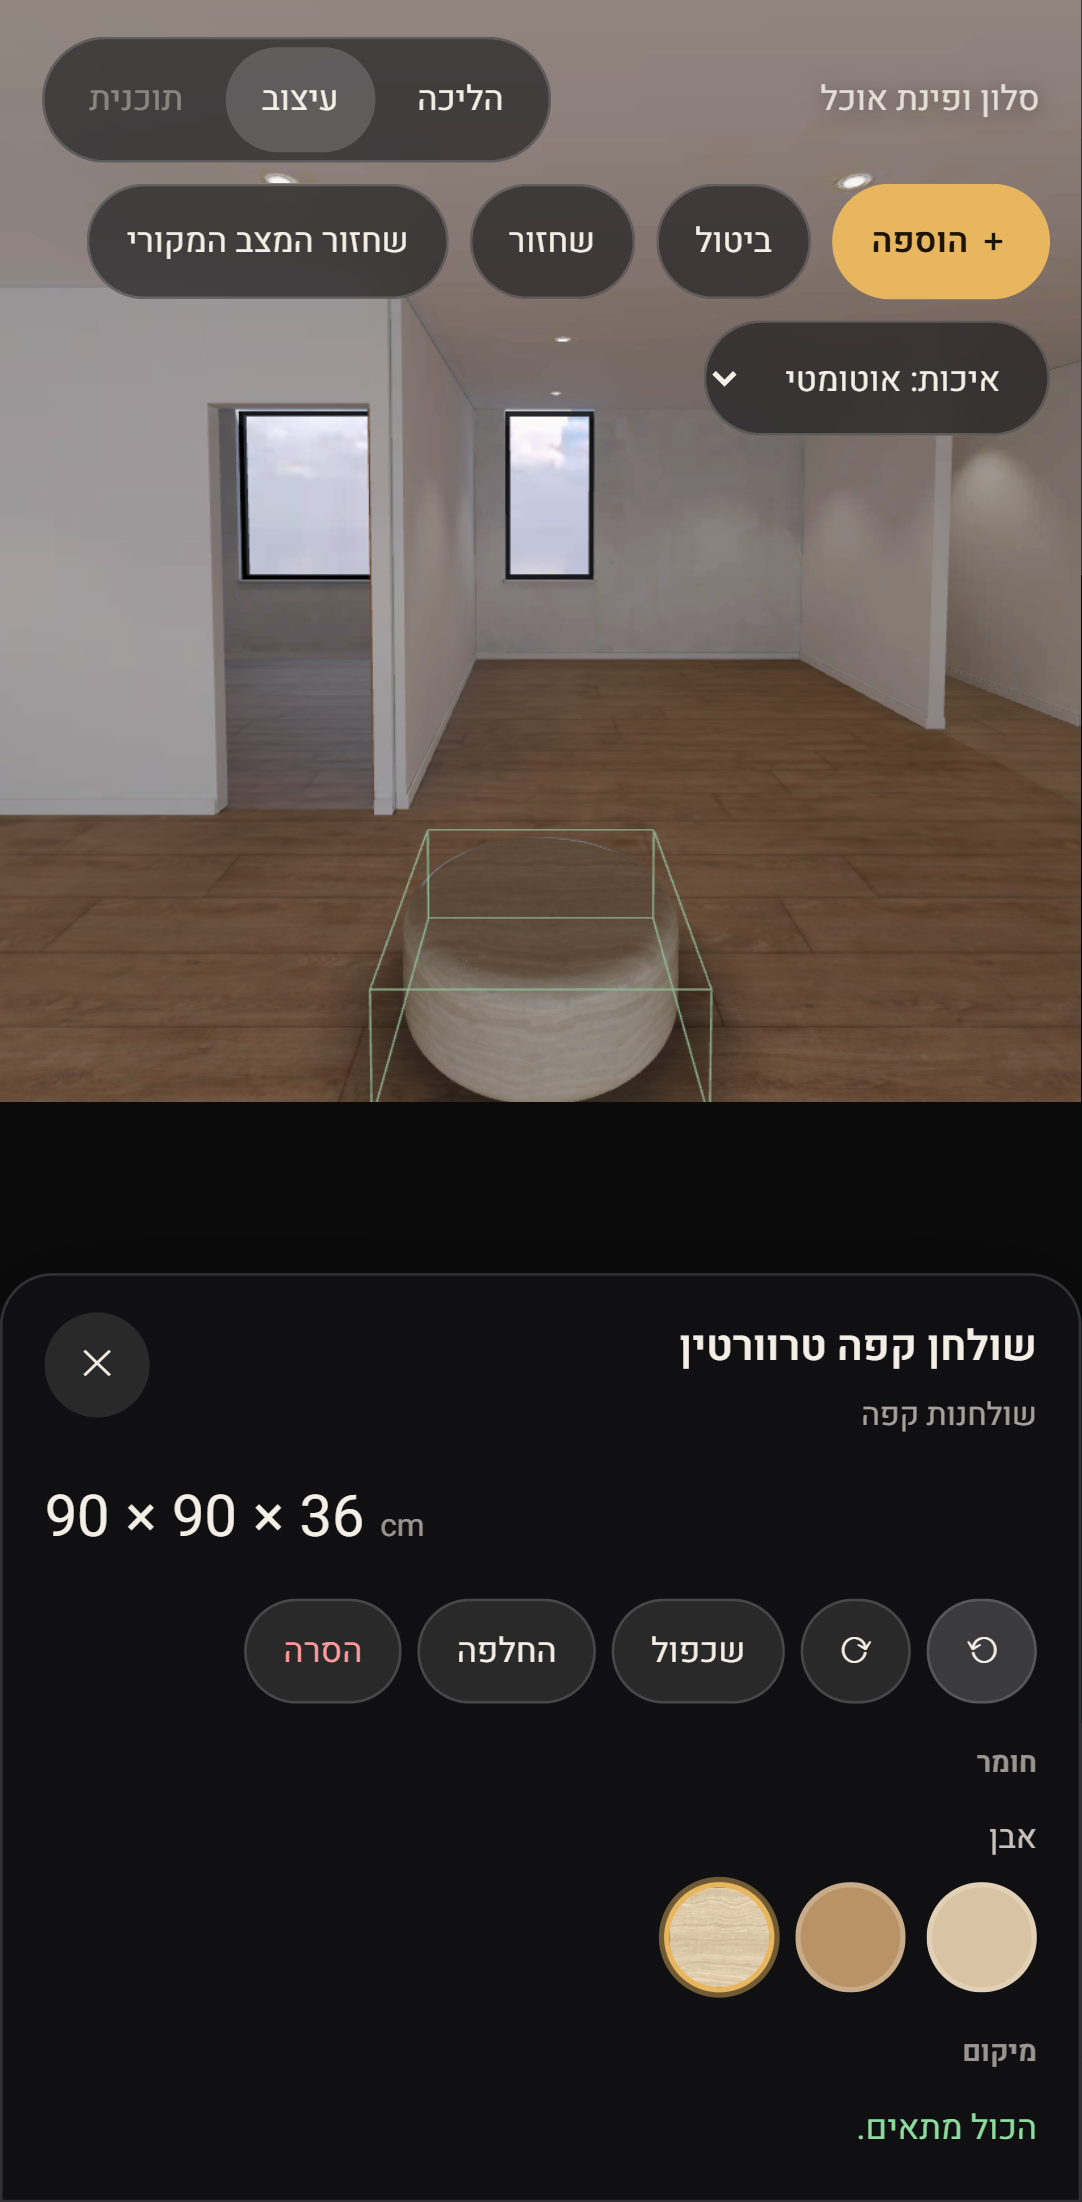 סלון ופינת אוכל
הליכה עיצוב תוכנית
+ הוספה ביטול שחזור שחזור המצב המקורי
איכות: אוטומטי
שולחן קפה טרוורטין
שולחנות קפה
90 × 90 × 36 cm
שכפול החלפה הסרה
חומר
אבן
מיקום
הכול מתאים.